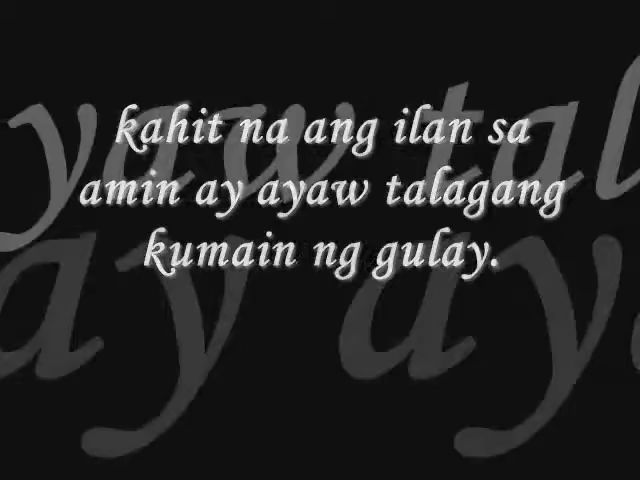 kahit na ang ilan sa
amin ay ayaw talagang
kumain ng gulay.